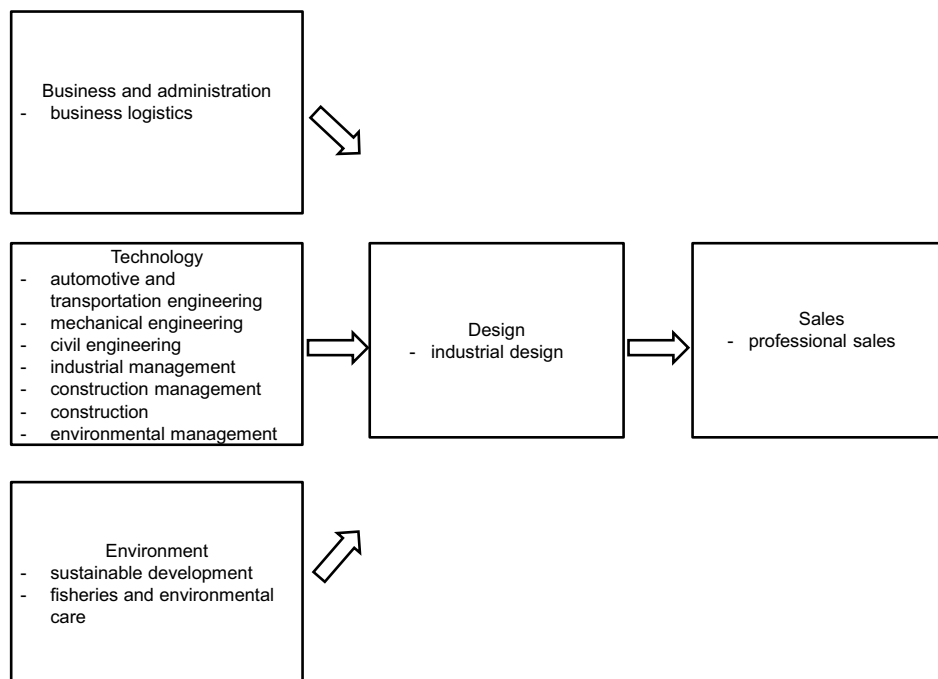 Business and administration
- business logistics
Technology
- automotive and
transportation engineering
- mechanical engineering
- civil engineering
- industrial management
- construction management
- construction
- environmental management
Design
- industrial design
Sales
- professional sales
Environment
- sustainable development
- fisheries and environmental
care